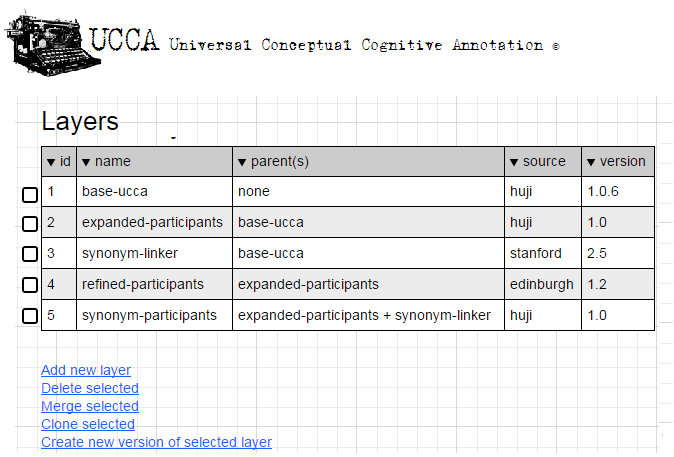 UCCA Universal Conceptual Cognitive Annotation ©
Layers
▼ id ▼ name ▼ parent(s) ▼ source ▼ version
1 base-ucca none huji 1.0.6
2 expanded-participants base-ucca huji 1.0
3 synonym-linker base-ucca stanford 2.5
4 refined-participants expanded-participants edinburgh 1.2
5 synonym-participants expanded-participants + synonym-linker huji 1.0
Add new layer
Delete selected
Merge selected
Clone selected
Create new version of selected layer